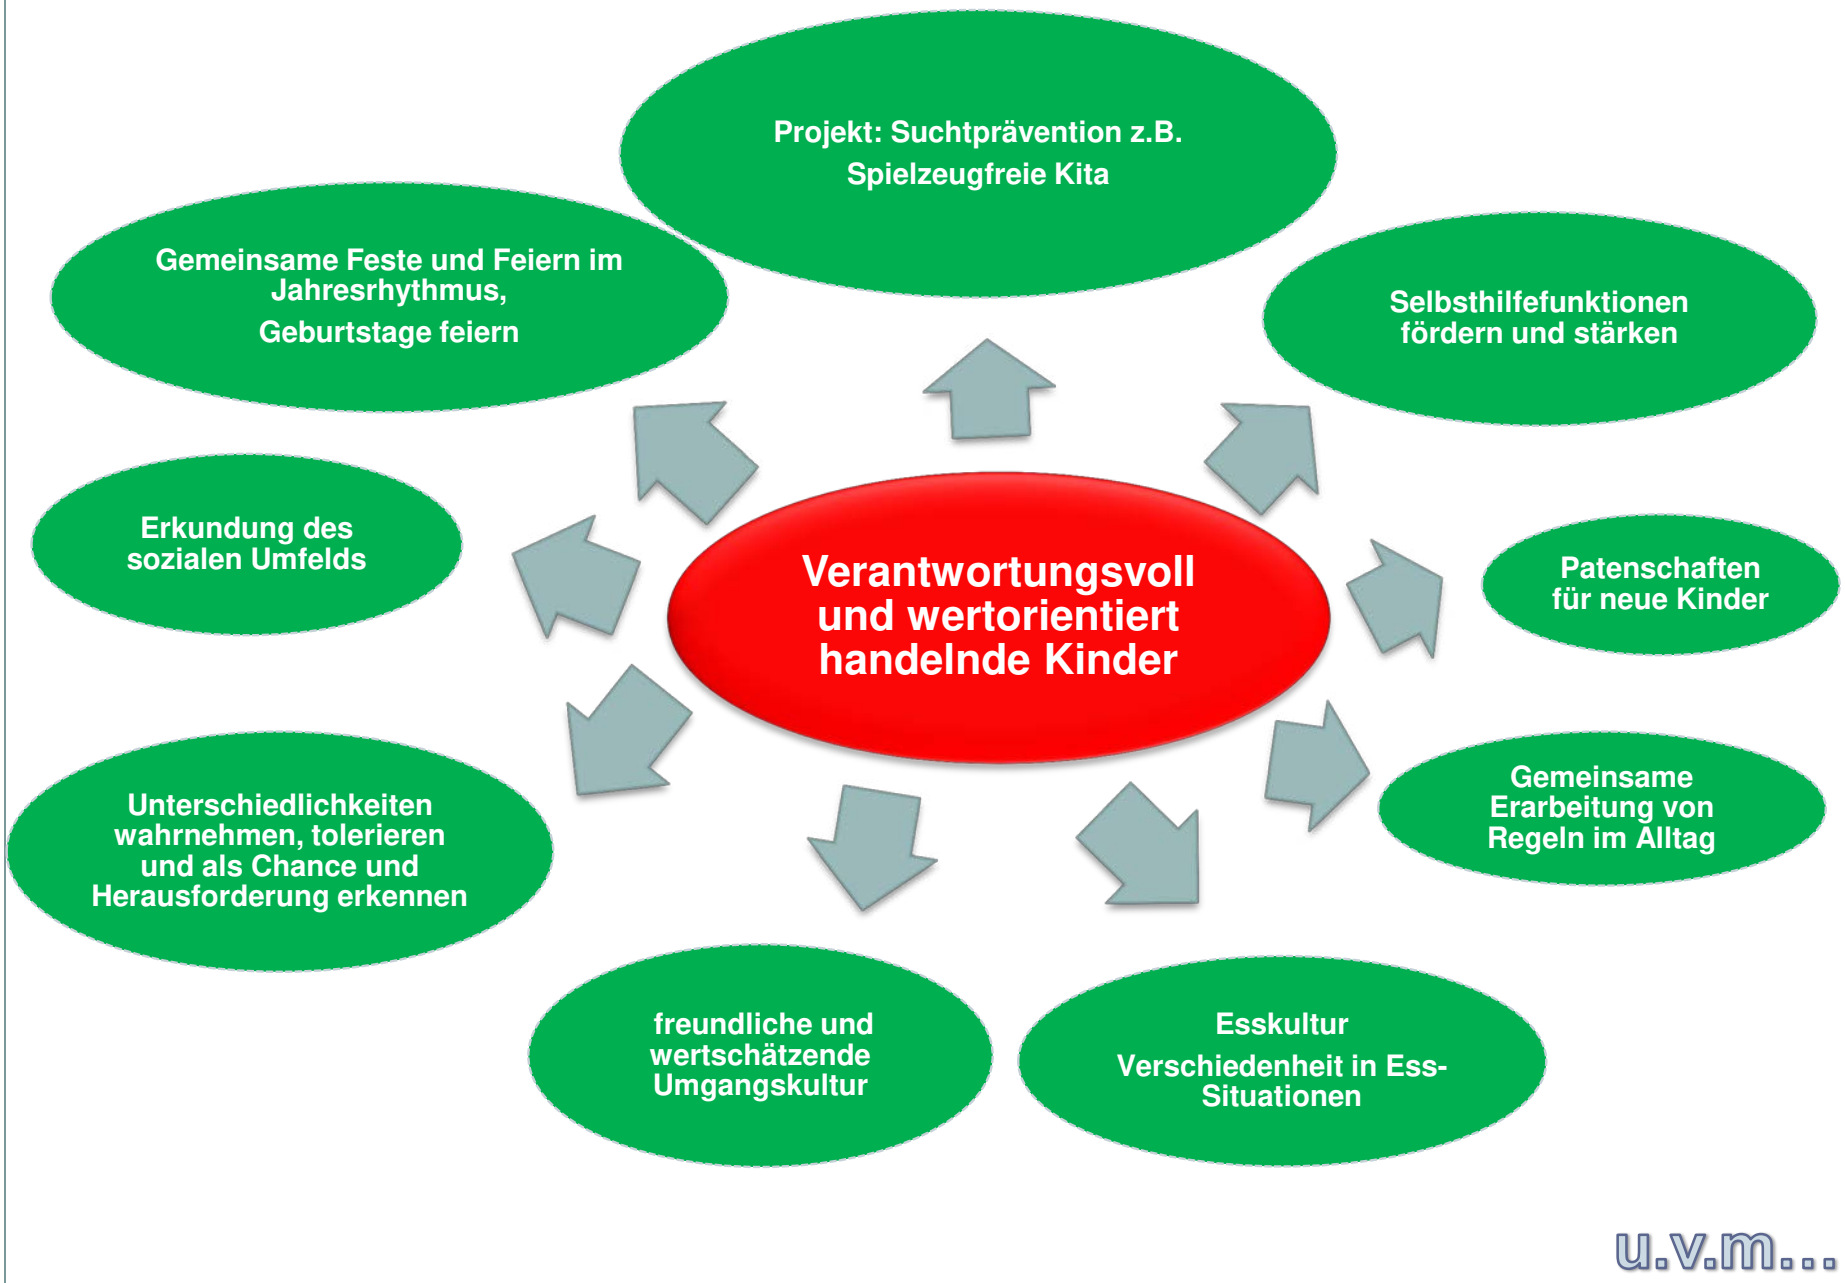 Projekt: Suchtprävention z.B.
Spielzeugfreie Kita
Gemeinsame Feste und Feiern im
Jahresrhythmus,
Geburtstage feiern
Selbsthilfefunktionen
fördern und stärken
Erkundung des
sozialen Umfelds
Verantwortungsvoll
und wertorientiert
handelnde Kinder
Patenschaften
für neue Kinder
Unterschiedlichkeiten
wahrnehmen, tolerieren
und als Chance und
Herausforderung erkennen
Gemeinsame
Erarbeitung von
Regeln im Alltag
freundliche und
wertschätzende
Umgangskultur
Esskultur
Verschiedenheit in Ess-
Situationen
u.v.m...